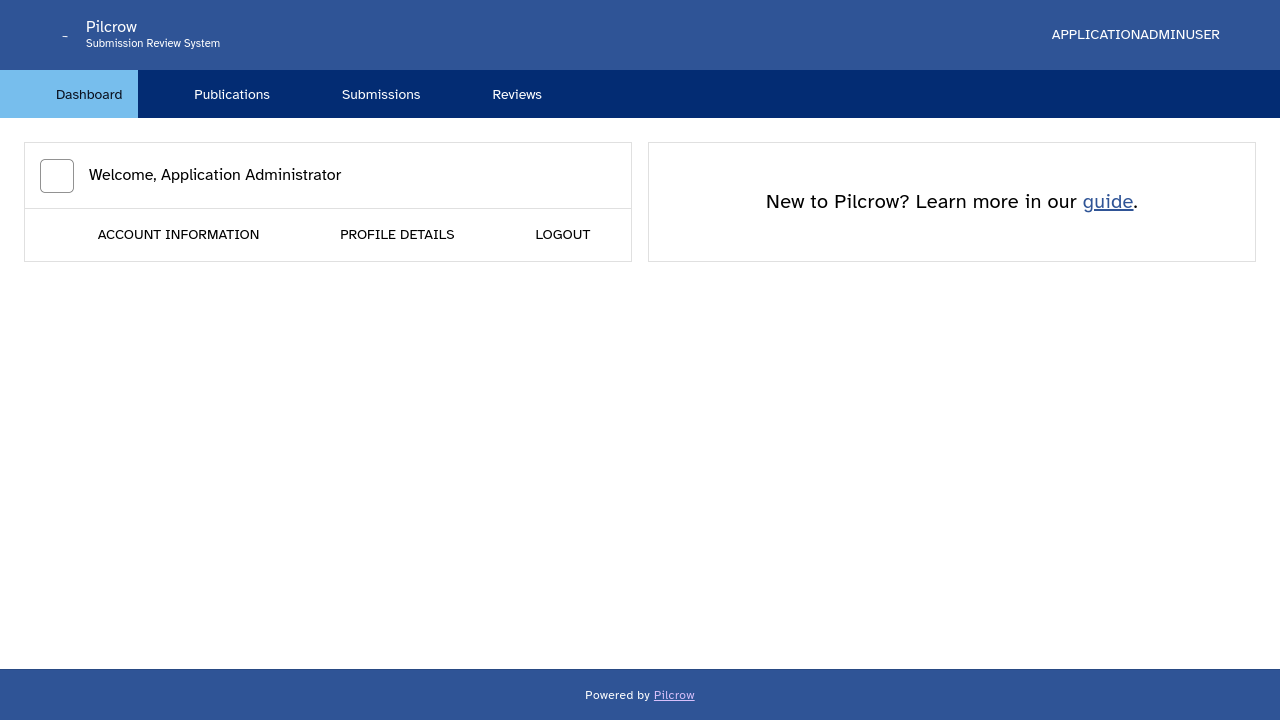 Pilcrow
Submission Review System
APPLICATIONADMINUSER
Dashboard
Publications
Submissions
Reviews
Welcome, Application Administrator
ACCOUNT INFORMATION
PROFILE DETAILS
LOGOUT
New to Pilcrow? Learn more in our guide.
Powered by Pilcrow